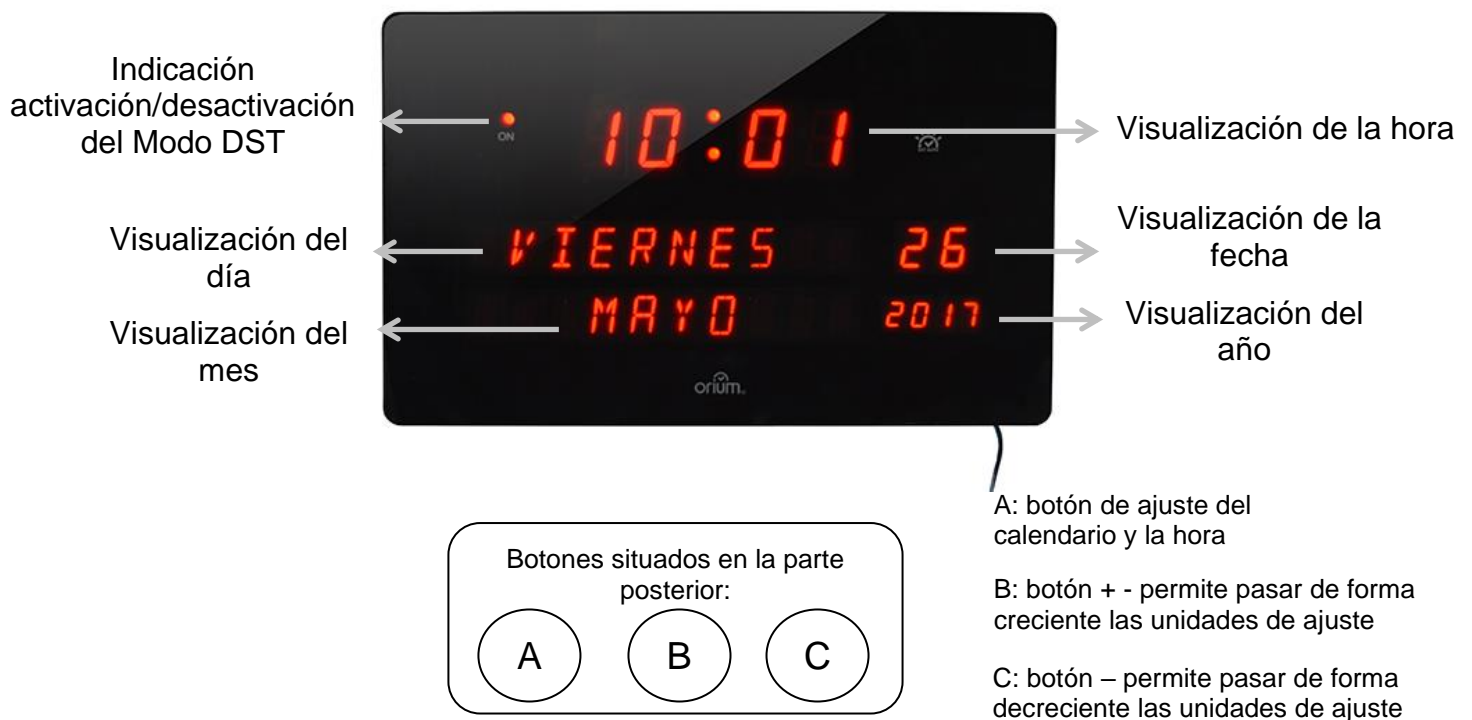 Indicación
activación/desactivación
del Modo DST
ON
10:01
Visualización de la hora
Visualización del
día
VIERNES
26
Visualización de la
fecha
Visualización del
mes
MAYO
2017
Visualización del
año
orium
Botones situados en la parte
posterior:
A
B
C
A: botón de ajuste del
calendario y la hora
B: botón + - permite pasar de forma
creciente las unidades de ajuste
C: botón – permite pasar de forma
decreciente las unidades de ajuste